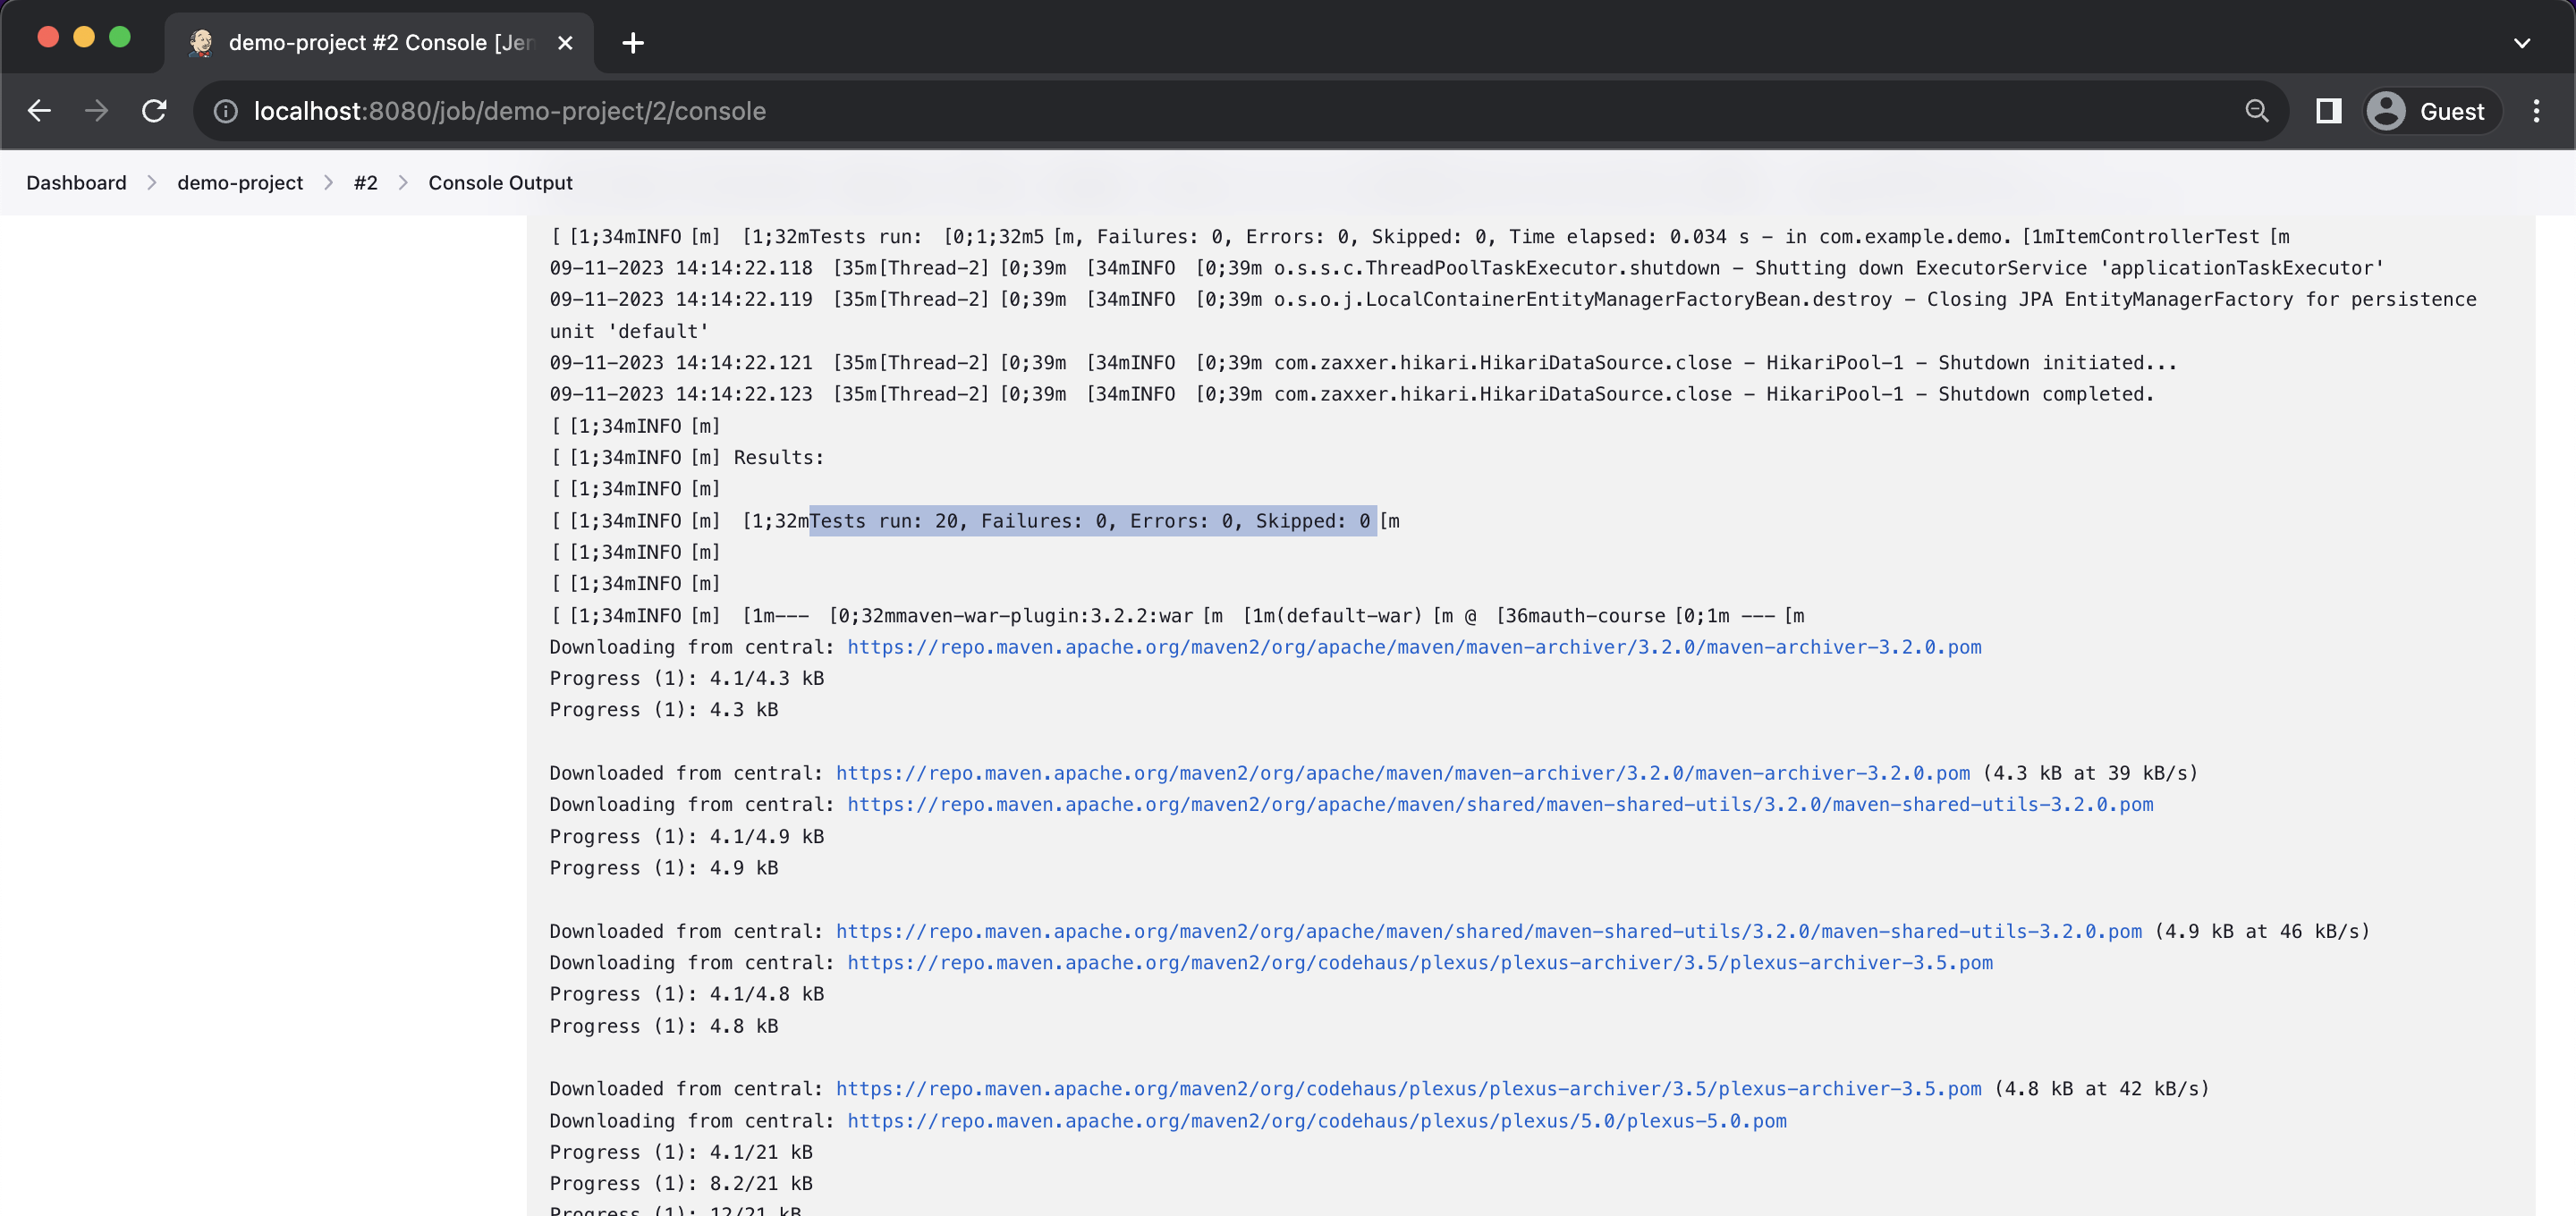 demo-project #2 Console [Jen
localhost:8080/job/demo-project/2/console
Guest
Dashboard
demo-project
#2
Console Output
[ [1;34mINFO [m] [1;32mTests run: [0;1;32m5 [m, Failures: 0, Errors: 0, Skipped: 0, Time elapsed: 0.034 s - in com.example.demo. [1mItemControllerTest [m
09-11-2023 14:14:22.118 [35m[Thread-2] [0;39m [34mINFO [0;39m o.s.s.c.ThreadPoolTaskExecutor.shutdown - Shutting down ExecutorService 'applicationTaskExecutor'
09-11-2023 14:14:22.119 [35m[Thread-2] [0;39m [34mINFO [0;39m o.s.o.j.LocalContainerEntityManagerFactoryBean.destroy - Closing JPA EntityManagerFactory for persistence
unit 'default'
09-11-2023 14:14:22.121 [35m[Thread-2] [0;39m [34mINFO [0;39m com.zaxxer.hikari.HikariDataSource.close - HikariPool-1 - Shutdown initiated...
09-11-2023 14:14:22.123 [35m[Thread-2] [0;39m [34mINFO [0;39m com.zaxxer.hikari.HikariDataSource.close - HikariPool-1 - Shutdown completed.
[ [1;34mINFO [m]
[ [1;34mINFO [m] Results:
[ [1;34mINFO [m]
[ [1;34mINFO [m] [1;32mTests run: 20, Failures: 0, Errors: 0, Skipped: 0 [m
[ [1;34mINFO [m]
[ [1;34mINFO [m]
[ [1;34mINFO [m] [1m--- [0;32mmaven-war-plugin:3.2.2:war [m [1m(default-war) [m @ [36mauth-course [0;1m --- [m
Downloading from central: https://repo.maven.apache.org/maven2/org/apache/maven/maven-archiver/3.2.0/maven-archiver-3.2.0.pom
Progress (1): 4.1/4.3 kB
Progress (1): 4.3 kB
Downloaded from central: https://repo.maven.apache.org/maven2/org/apache/maven/maven-archiver/3.2.0/maven-archiver-3.2.0.pom (4.3 kB at 39 kB/s)
Downloading from central: https://repo.maven.apache.org/maven2/org/apache/maven/shared/maven-shared-utils/3.2.0/maven-shared-utils-3.2.0.pom
Progress (1): 4.1/4.9 kB
Progress (1): 4.9 kB
Downloaded from central: https://repo.maven.apache.org/maven2/org/apache/maven/shared/maven-shared-utils/3.2.0/maven-shared-utils-3.2.0.pom (4.9 kB at 46 kB/s)
Downloading from central: https://repo.maven.apache.org/maven2/org/codehaus/plexus/plexus-archiver/3.5/plexus-archiver-3.5.pom
Progress (1): 4.1/4.8 kB
Progress (1): 4.8 kB
Downloaded from central: https://repo.maven.apache.org/maven2/org/codehaus/plexus/plexus-archiver/3.5/plexus-archiver-3.5.pom (4.8 kB at 42 kB/s)
Downloading from central: https://repo.maven.apache.org/maven2/org/codehaus/plexus/plexus/5.0/plexus-5.0.pom
Progress (1): 4.1/21 kB
Progress (1): 8.2/21 kB
Progress (1): 12/21 kB